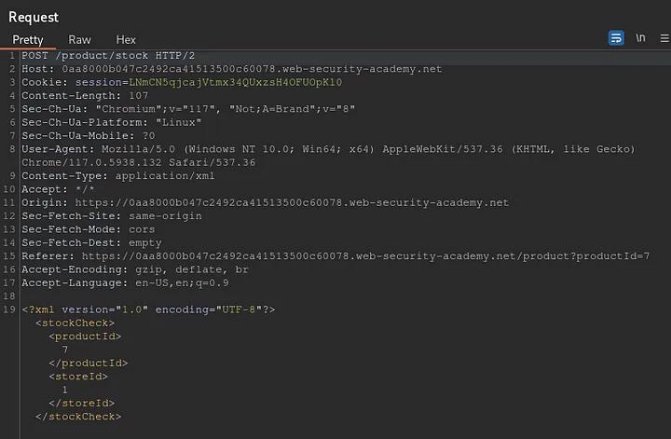 Request
Pretty Raw Hex
\n
1 POST /product/stock HTTP/2
2 Host: 0aa8000b047c2492ca41513500c60078.web-security-academy.net
3 Cookie: session=LNmCN5qjcajVtmx34QUxzsH4OFUOpK10
4 Content-Length: 107
5 Sec-Ch-Ua: "Chromium";v="117", "Not;A=Brand";v="8"
6 Sec-Ch-Ua-Platform: "Linux"
7 Sec-Ch-Ua-Mobile: ?0
8 User-Agent: Mozilla/5.0 (Windows NT 10.0; Win64; x64) AppleWebKit/537.36 (KHTML, like Gecko)
Chrome/117.0.5938.132 Safari/537.36
9 Content-Type: application/xml
10 Accept: */*
11 Origin: https://0aa8000b047c2492ca41513500c60078.web-security-academy.net
12 Sec-Fetch-Site: same-origin
13 Sec-Fetch-Mode: cors
14 Sec-Fetch-Dest: empty
15 Referer: https://0aa8000b047c2492ca41513500c60078.web-security-academy.net/product?productId=7
16 Accept-Encoding: gzip, deflate, br
17 Accept-Language: en-US,en;q=0.9
18
19 <?xml version="1.0" encoding="UTF-8"?>
<stockCheck>
<productId>
7
</productId>
<storeId>
1
</storeId>
</stockCheck>